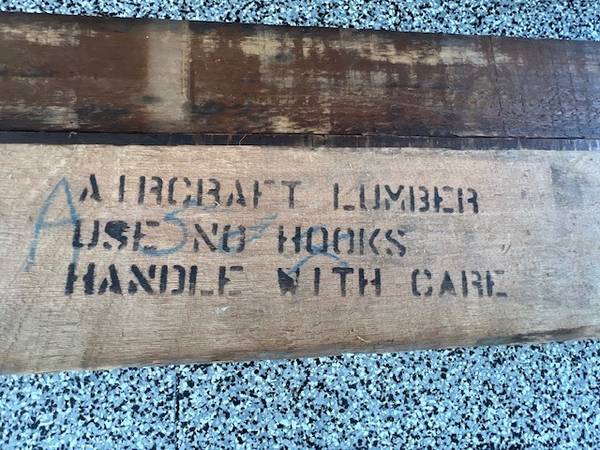 AIRCRAFT LUMBER
USE NO HOOKS
HANDLE WITH CARE